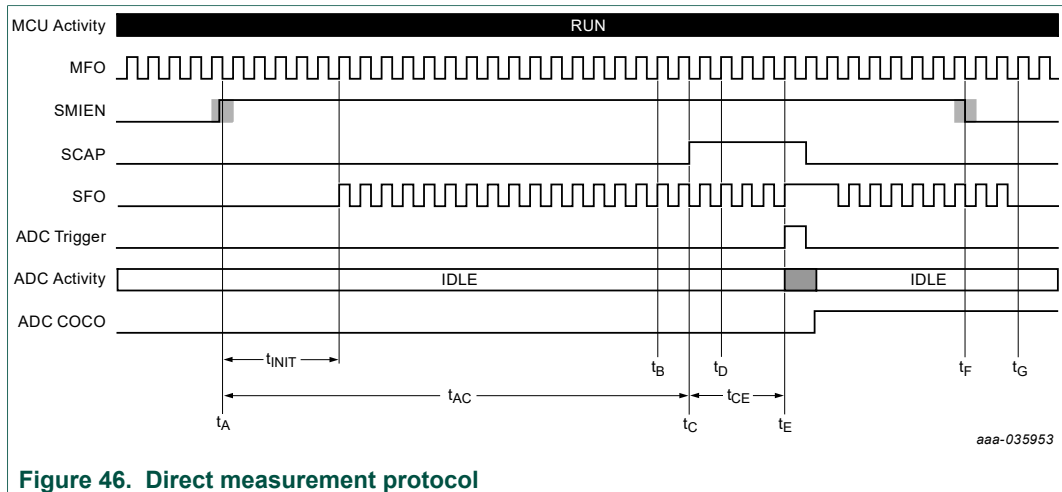 MCU Activity
RUN
MFO
SMIEN
SCAP
SFO
ADC Trigger
ADC Activity
IDLE
IDLE
ADC COCO
tINIT
tB
tD
tF
tG
tAC
tCE
tA
tC
tE
aaa-035953
Figure 46. Direct measurement protocol